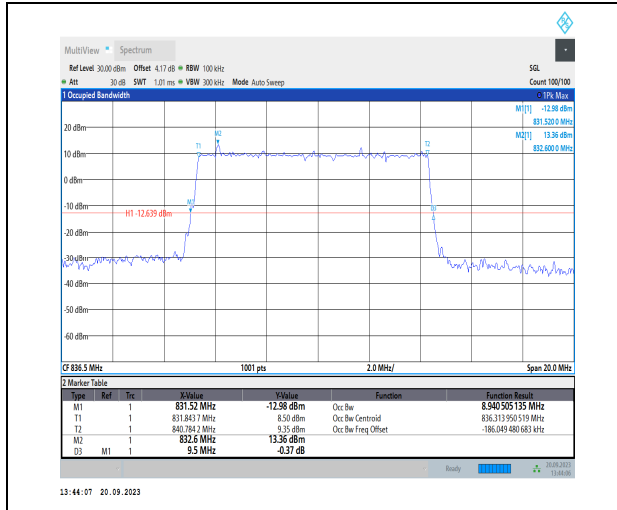 MultiView Spectrum
Ref Level 30.00 dBm Offset 4.17 dB RBW 100 kHz SGL
Att 30 dB SWT 1.01 ms VBW 300 kHz Mode Auto Sweep Count 100/100
1 Occupied Bandwidth 1Pk Max
M1[1] -12.98 dBm
831.520 0 MHz
M2[1] 13.36 dBm
832.600 0 MHz
20 dBm
M2
T1
T2
10 dBm
0 dBm
M1
-10 dBm
D3
H1 -12.639 dBm
-20 dBm
-30 dBm
-40 dBm
-50 dBm
-60 dBm
CF 836.5 MHz 1001 pts 2.0 MHz/ Span 20.0 MHz
2 Marker Table
Type Ref Trc X-Value Y-Value Function Function Result
M1 1 831.52 MHz -12.98 dBm Occ Bw 8.940 505 135 MHz
T1 1 831.843 7 MHz 8.50 dBm Occ Bw Centroid 836.313 950 519 MHz
T2 1 840.784 2 MHz 9.35 dBm Occ Bw Freq Offset -186.049 480 683 kHz
M2 1 832.6 MHz 13.36 dBm
D3 M1 1 9.5 MHz -0.37 dB
Ready 20.09.2023
13:44:06
13:44:07 20.09.2023